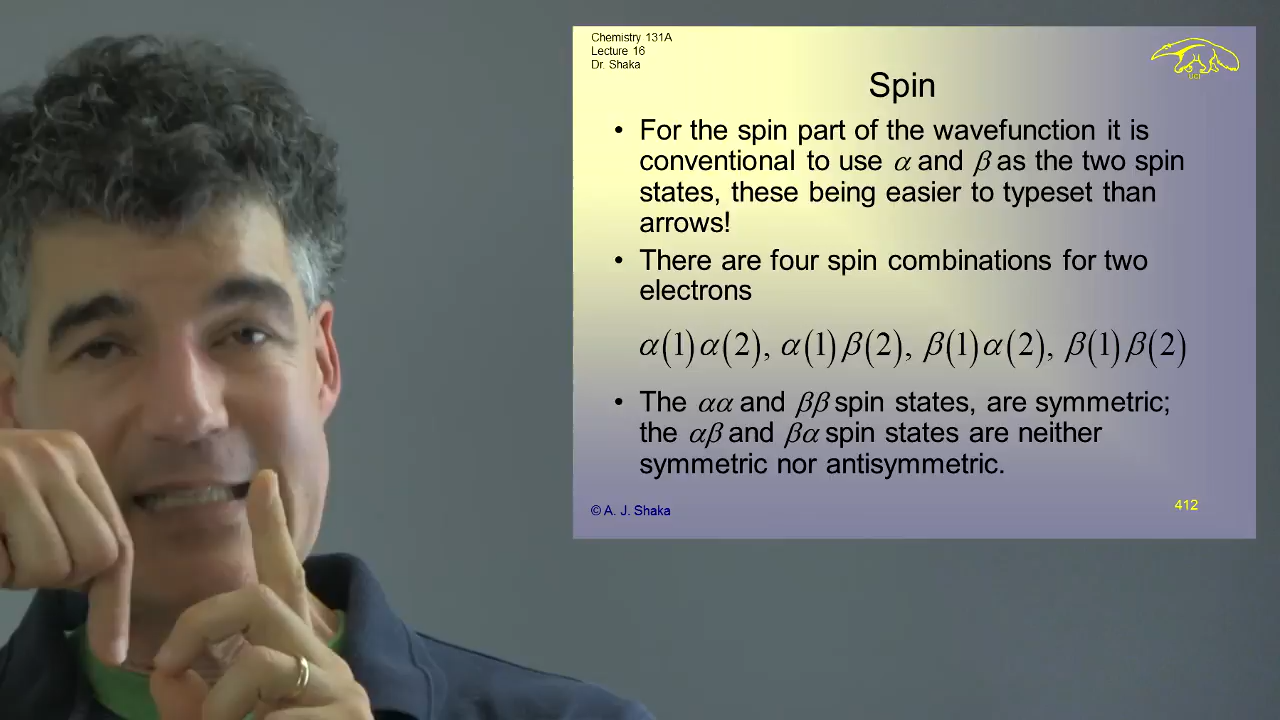 Chemistry 131A
Lecture 16
Dr. Shaka
UCI
Spin
• For the spin part of the wavefunction it is
conventional to use α and β as the two spin
states, these being easier to typeset than
arrows!
• There are four spin combinations for two
electrons
α(1)α(2), α(1)β(2), β(1)α(2), β(1)β(2)
• The αα and ββ spin states, are symmetric;
the αβ and βα spin states are neither
symmetric nor antisymmetric.
© A. J. Shaka
412